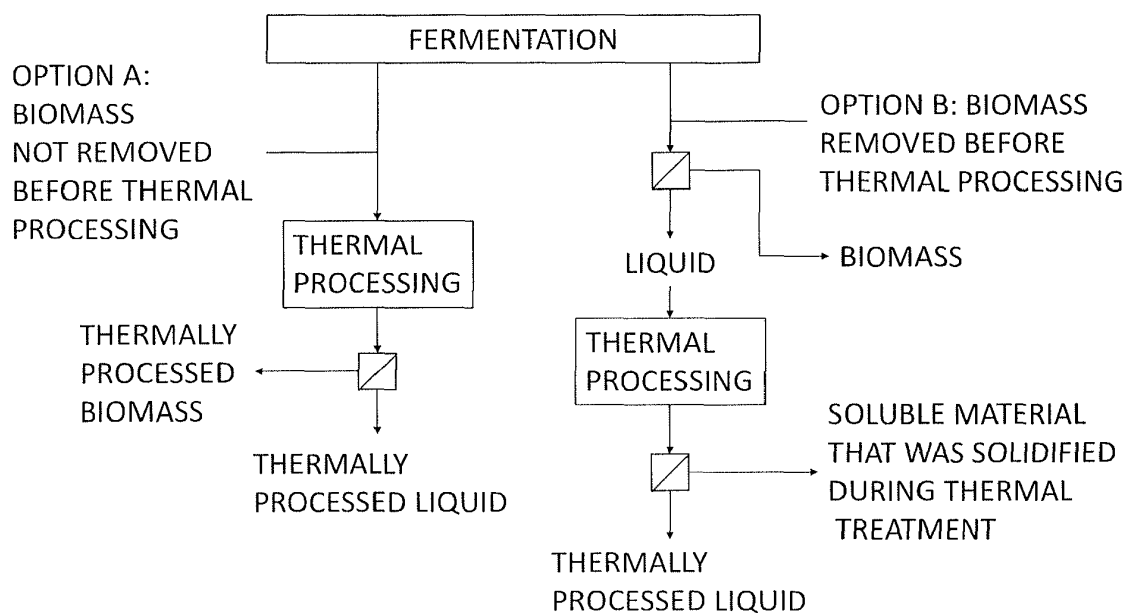 FERMENTATION
OPTION A:
BIOMASS
NOT REMOVED
BEFORE THERMAL
PROCESSING
THERMAL
PROCESSING
THERMALLY
PROCESSED
BIOMASS
THERMALLY
PROCESSED LIQUID
OPTION B: BIOMASS
REMOVED BEFORE
THERMAL PROCESSING
BIOMASS
LIQUID
THERMAL
PROCESSING
SOLUBLE MATERIAL
THAT WAS SOLIDIFIED
DURING THERMAL
TREATMENT
THERMALLY
PROCESSED LIQUID